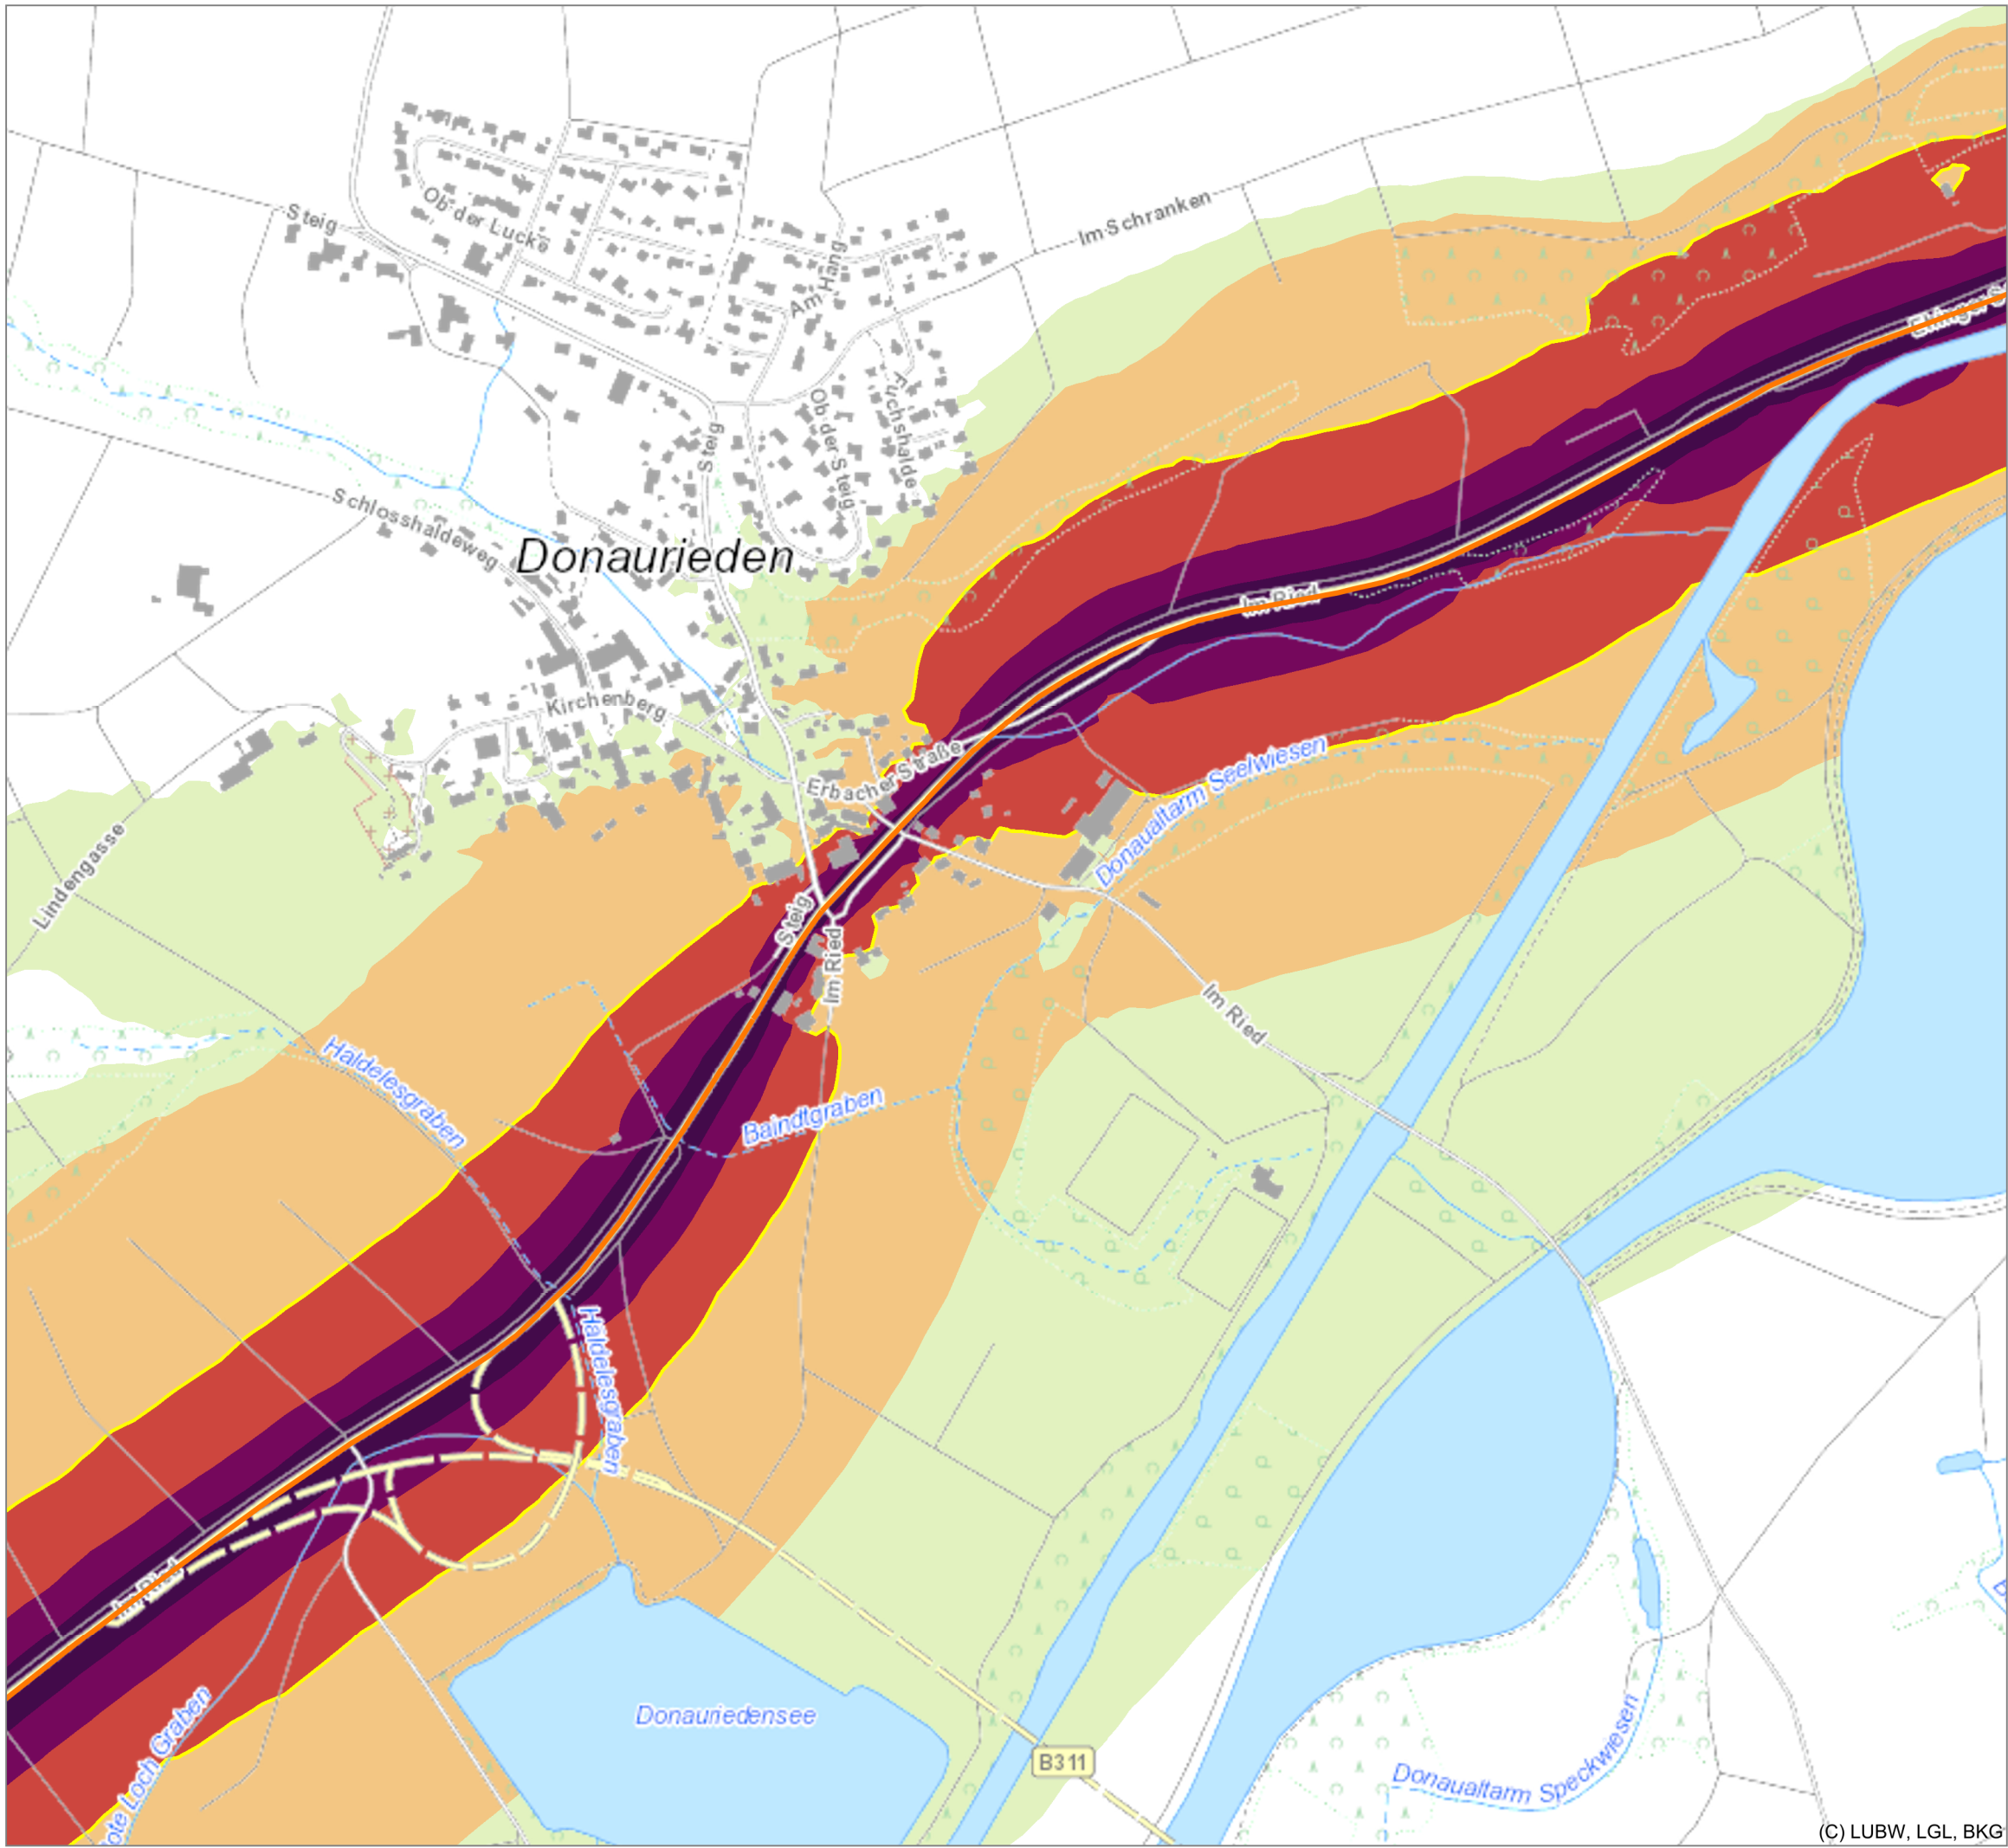 Steig
Ob der Lucke
Im Schranken
Am Hang
Fuchshalde
Ob der Steig
Steig
Schlosshaldeweg
Donaurieden
Im Ried
Kirchenberg
Erbacher Straße
Donaualtarm Seelwiesen
Lindengasse
Steig
Im Ried
Im Ried
Haldelesgraben
Baindtgraben
Haldelesgraben
Im Ried
Donauriedensee
B311
Donaualtarm Speckwiesen
Loch Graben
(C) LUBW, LGL, BKG